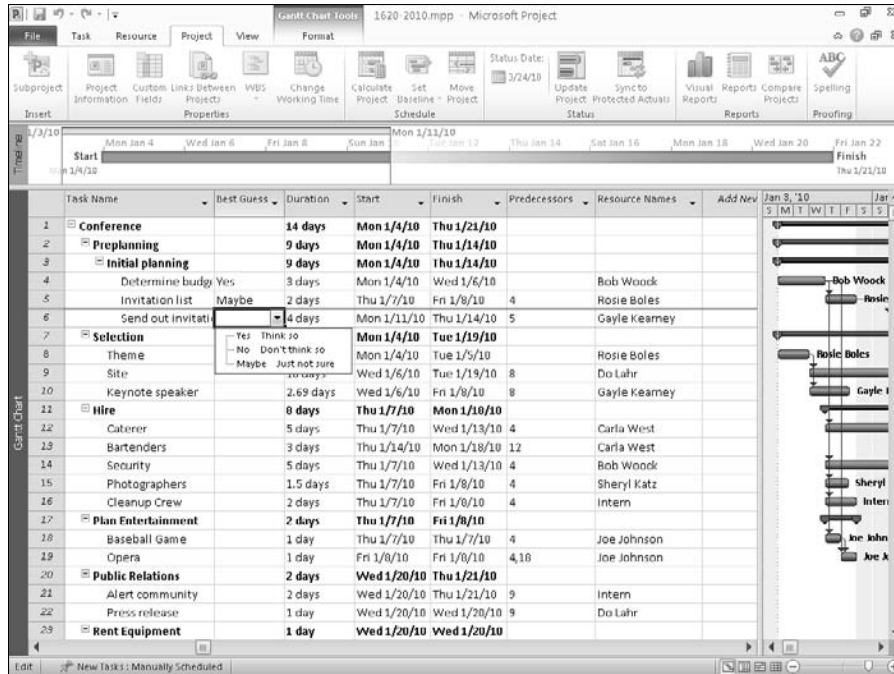 1620-2010.mpp - Microsoft Project
Gantt Chart Tools
File Task Resource Project View Format
Subproject
Project Information
Custom Fields
Links Between Projects
WBS
Change Working Time
Calculate Project
Set Baseline
Move Project
Status Date:
3/24/10
Update Project
Sync to Protected Actuals
Visual Reports
Reports
Compare Projects
ABC
Spelling
Insert Properties Schedule Status Reports Proofing
Timeline
1/3/10
Mon 1/11/10
Mon Jan 4 Wed Jan 6 Fri Jan 8 Sun Jan Tue Jan 12 Thu Jan 14 Sat Jan 16 Mon Jan 18 Wed Jan 20 Fri Jan 22
Start
1/4/10
Finish
Thu 1/21/10
Task Name Best Guess Duration Start Finish Predecessors Resource Names Add New
Jan 3, '10 Jan
S M T W T F S S
Gantt Chart
1 Conference 14 days Mon 1/4/10 Thu 1/21/10
2 Preplanning 9 days Mon 1/4/10 Thu 1/14/10
3 Initial planning 9 days Mon 1/4/10 Thu 1/14/10
4 Determine budg Yes 3 days Mon 1/4/10 Wed 1/6/10 Bob Woock Bob Woock
5 Invitation list Maybe 2 days Thu 1/7/10 Fri 1/8/10 4 Rosie Boles Rosie
6 Send out invitati 4 days Mon 1/11/10 Thu 1/14/10 5 Gayle Kearney
Yes Think so
No Don't think so
Maybe Just not sure
7 Selection Mon 1/4/10 Tue 1/19/10
8 Theme Mon 1/4/10 Tue 1/5/10 Rosie Boles Rosie Boles
9 Site Wed 1/6/10 Tue 1/19/10 8 Do Lahr
10 Keynote speaker 2.69 days Wed 1/6/10 Fri 1/8/10 8 Gayle Kearney Gayle
11 Hire 8 days Thu 1/7/10 Mon 1/18/10
12 Caterer 5 days Thu 1/7/10 Wed 1/13/10 4 Carla West
13 Bartenders 3 days Thu 1/14/10 Mon 1/18/10 12 Carla West
14 Security 5 days Thu 1/7/10 Wed 1/13/10 4 Bob Woock
15 Photographers 1.5 days Thu 1/7/10 Fri 1/8/10 4 Sheryl Katz Sheryl
16 Cleanup Crew 2 days Thu 1/7/10 Fri 1/8/10 4 Intern Intern
17 Plan Entertainment 2 days Thu 1/7/10 Fri 1/8/10
18 Baseball Game 1 day Thu 1/7/10 Thu 1/7/10 4 Joe Johnson Joe John
19 Opera 1 day Fri 1/8/10 Fri 1/8/10 4,18 Joe Johnson Joe J
20 Public Relations 2 days Wed 1/20/10 Thu 1/21/10
21 Alert community 2 days Wed 1/20/10 Thu 1/21/10 9 Intern
22 Press release 1 day Wed 1/20/10 Wed 1/20/10 9 Do Lahr
23 Rent Equipment 1 day Wed 1/20/10 Wed 1/20/10
Edit New Tasks : Manually Scheduled